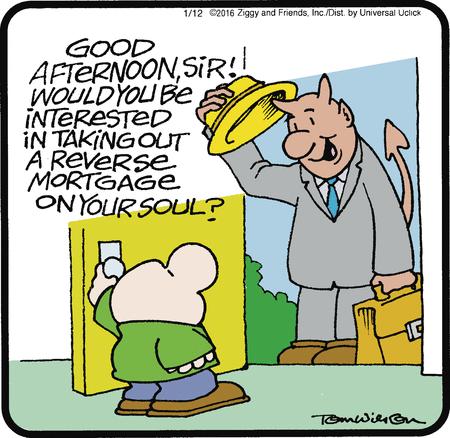 1/12 ©2016 Ziggy and Friends, Inc./Dist. by Universal Uclick
GOOD
AFTERNOON, SIR!
WOULD YOU BE
INTERESTED
IN TAKING OUT
A REVERSE
MORTGAGE
ON YOUR SOUL?
Tom Wilson